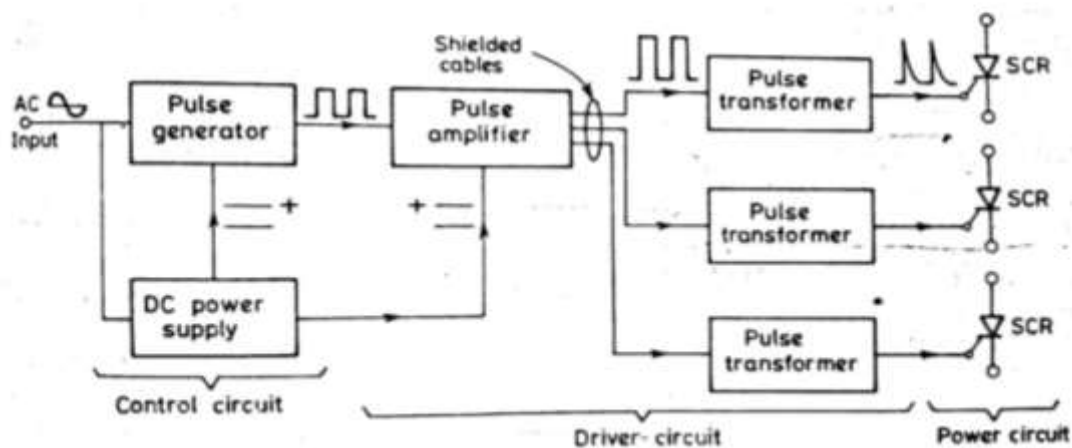 Shielded
cables
AC
Input
Pulse
generator
Pulse
amplifier
Pulse
transformer
SCR
+
+
Pulse
transformer
SCR
DC power
supply
Pulse
transformer
SCR
Control circuit
Driver-circuit
Power circuit